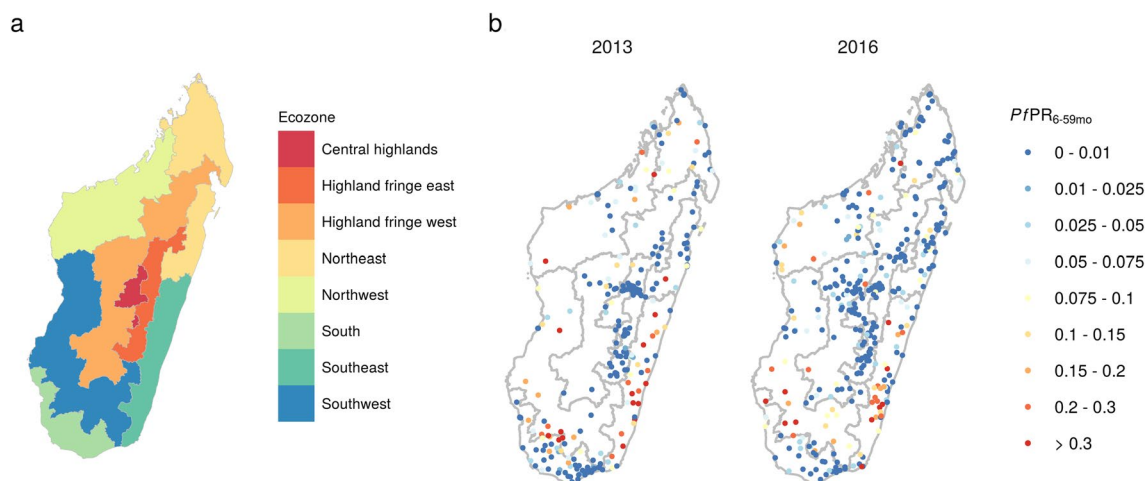 a
Ecozone
Central highlands
Highland fringe east
Highland fringe west
Northeast
Northwest
South
Southeast
Southwest
b
2013
2016
PfPR6-59mo
0 - 0.01
0.01 - 0.025
0.025 - 0.05
0.05 - 0.075
0.075 - 0.1
0.1 - 0.15
0.15 - 0.2
0.2 - 0.3
> 0.3